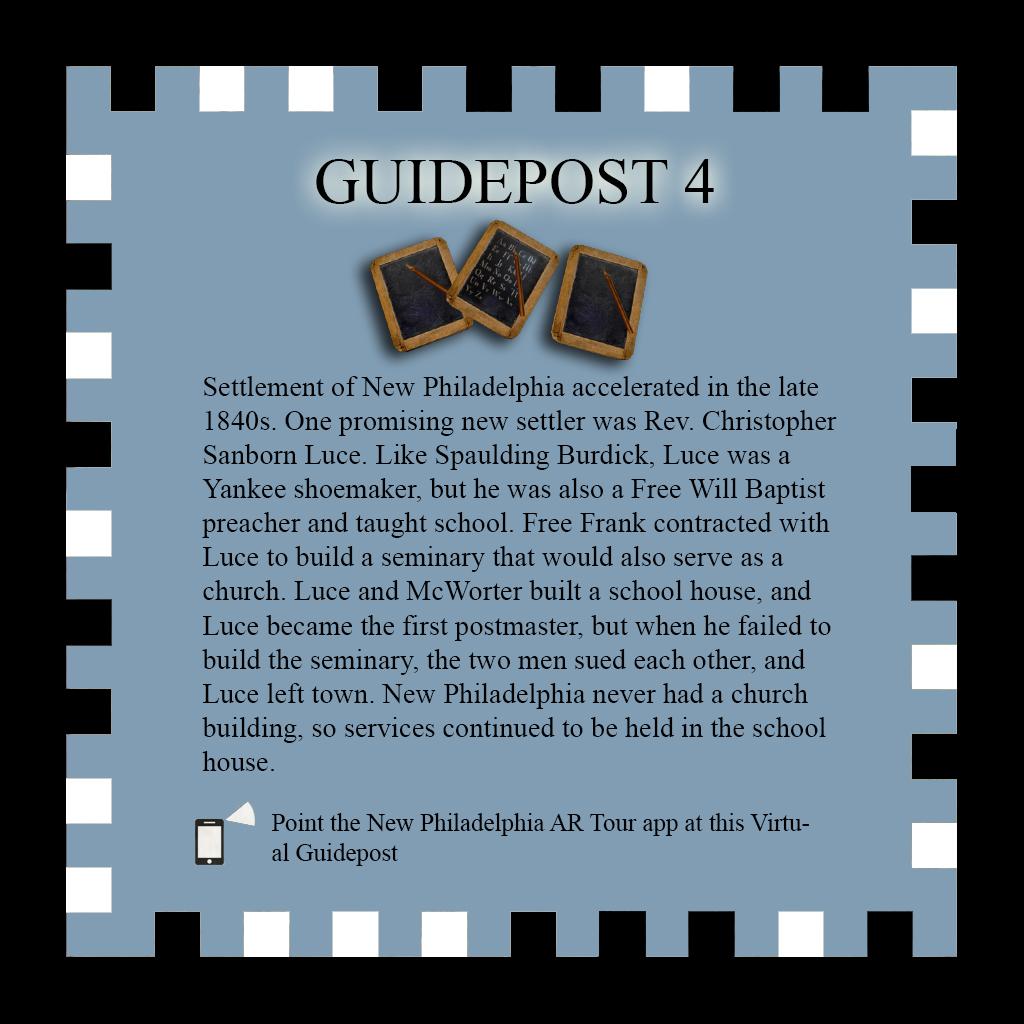 GUIDEPOST 4
Settlement of New Philadelphia accelerated in the late
1840s. One promising new settler was Rev. Christopher
Sanborn Luce. Like Spaulding Burdick, Luce was a
Yankee shoemaker, but he was also a Free Will Baptist
preacher and taught school. Free Frank contracted with
Luce to build a seminary that would also serve as a
church. Luce and McWorter built a school house, and
Luce became the first postmaster, but when he failed to
build the seminary, the two men sued each other, and
Luce left town. New Philadelphia never had a church
building, so services continued to be held in the school
house.
Point the New Philadelphia AR Tour app at this Virtu-
al Guidepost